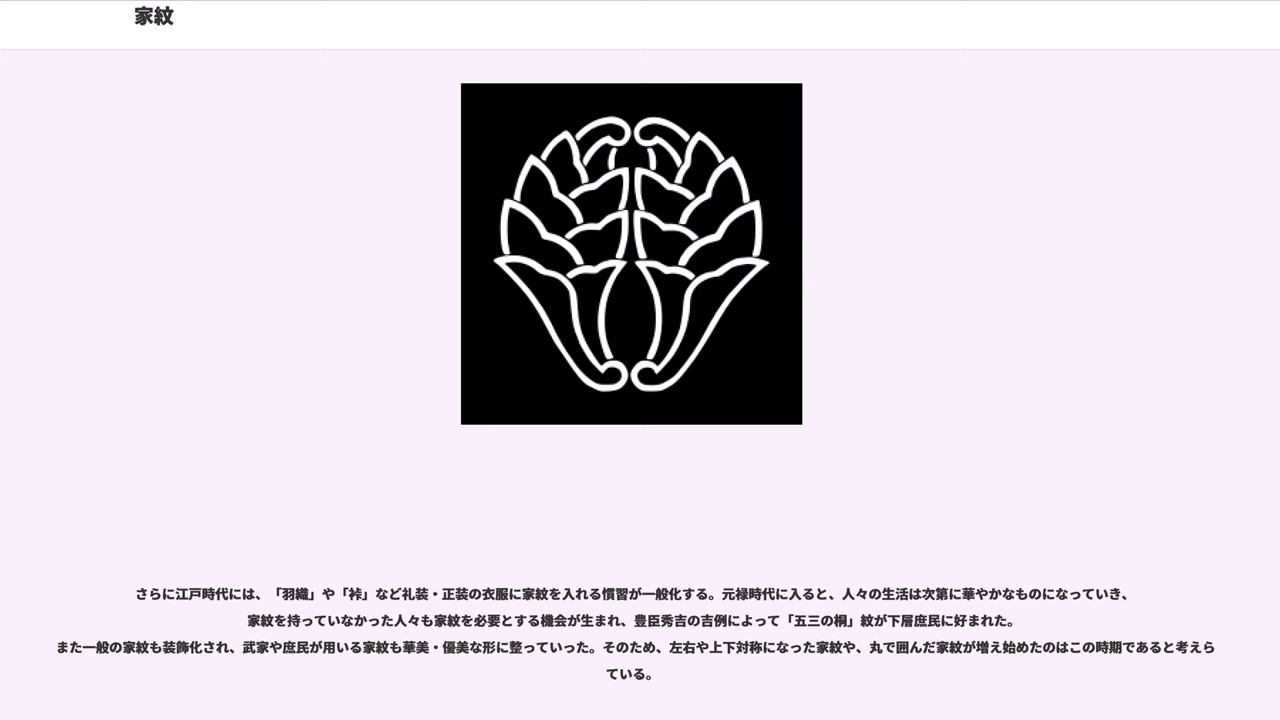 家紋
さらに江戸時代には、「羽織」や「裃」など礼装・正装の衣服に家紋を入れる慣習が一般化する。元禄時代に入ると、人々の生活は次第に華やかなものになっていき、
家紋を持っていなかった人々も家紋を必要とする機会が生まれ、豊臣秀吉の吉例によって「五三の桐」紋が下層庶民に好まれた。
また一般の家紋も装飾化され、武家や庶民が用いる家紋も華美・優美な形に整っていった。そのため、左右や上下対称になった家紋や、丸で囲んだ家紋が増え始めたのはこの時期であると考えら
ている。